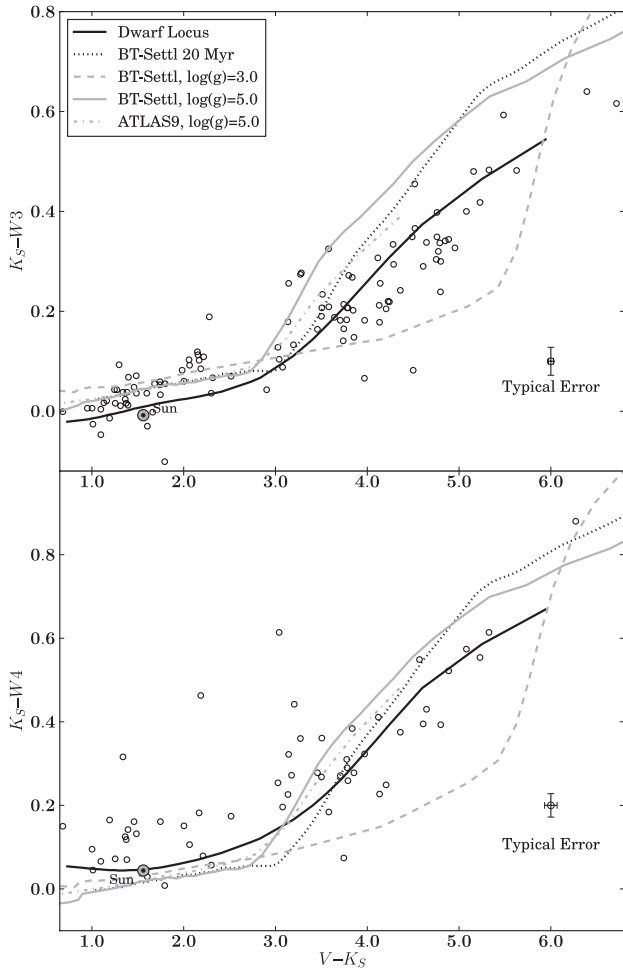 0.8
Dwarf Locus
BT-Settl 20 Myr
BT-Settl, log(g)=3.0
BT-Settl, log(g)=5.0
ATLAS9, log(g)=5.0
0.6
K_S−W3
0.4
0.2
Typical Error
0.0
Sun
1.0 2.0 3.0 4.0 5.0 6.0
0.8
0.6
K_S−W4
0.4
0.2
Typical Error
Sun
0.0
1.0 2.0 3.0 4.0 5.0 6.0
V−K_S